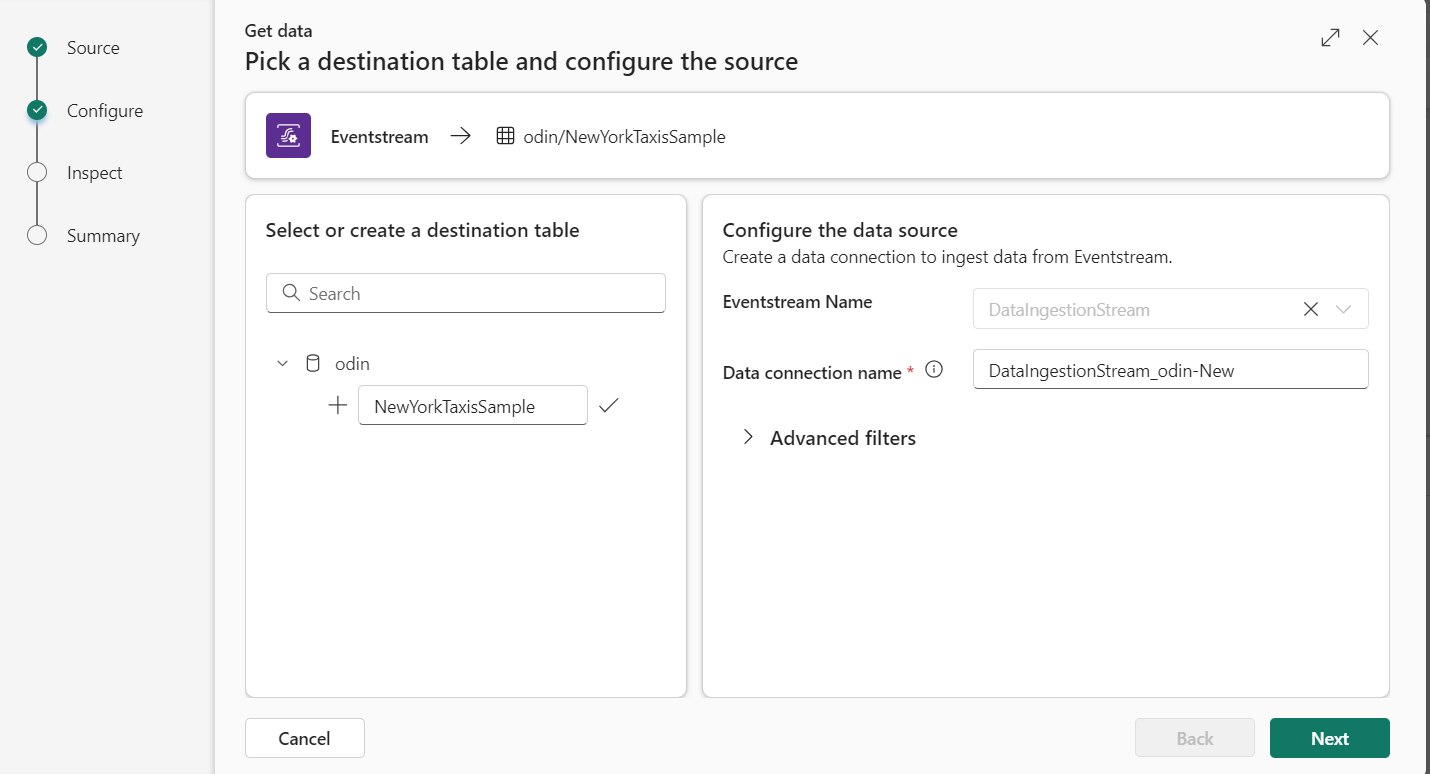 Source
Configure
Inspect
Summary
Get data
Pick a destination table and configure the source
Eventstream
odin/NewYorkTaxisSample
Select or create a destination table
Search
odin
NewYorkTaxisSample
Configure the data source
Create a data connection to ingest data from Eventstream.
Eventstream Name
DataIngestionStream
Data connection name *
DataIngestionStream_odin-New
Advanced filters
Cancel
Back
Next